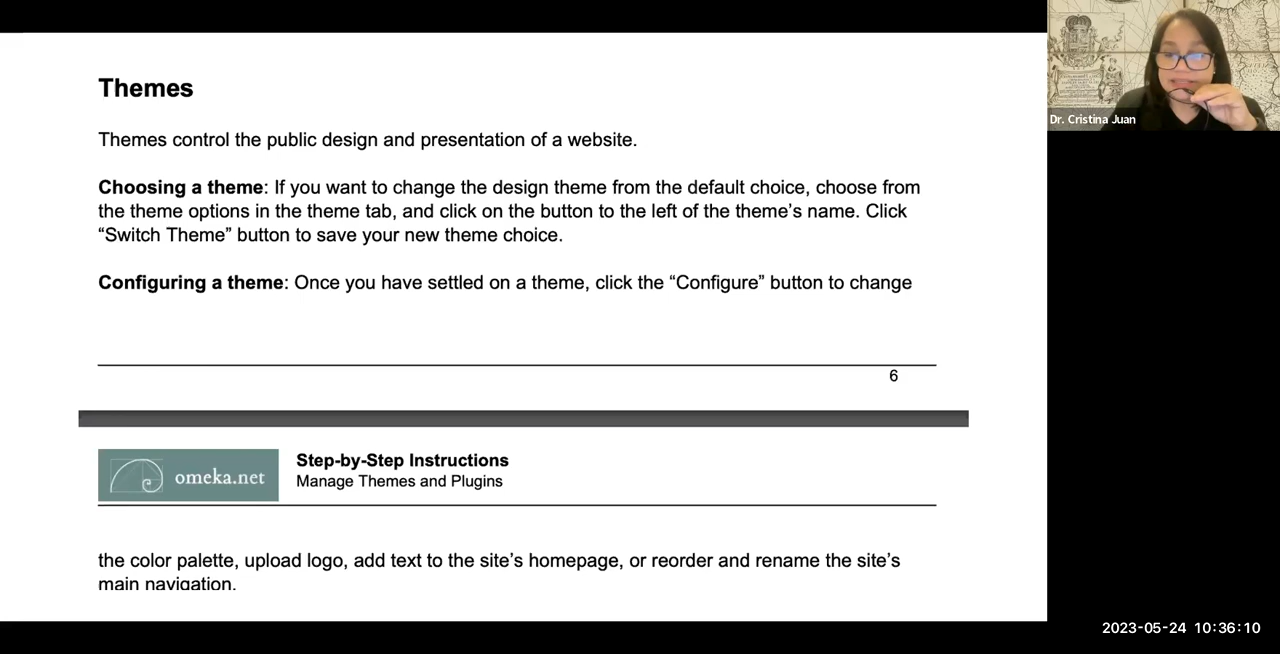 Themes
Themes control the public design and presentation of a website.
Choosing a theme: If you want to change the design theme from the default choice, choose from
the theme options in the theme tab, and click on the button to the left of the theme’s name. Click
“Switch Theme” button to save your new theme choice.
Configuring a theme: Once you have settled on a theme, click the “Configure” button to change
6
omeka.net
Step-by-Step Instructions
Manage Themes and Plugins
the color palette, upload logo, add text to the site’s homepage, or reorder and rename the site’s
main navigation.
Dr. Cristina Juan
2023-05-24 10:36:10